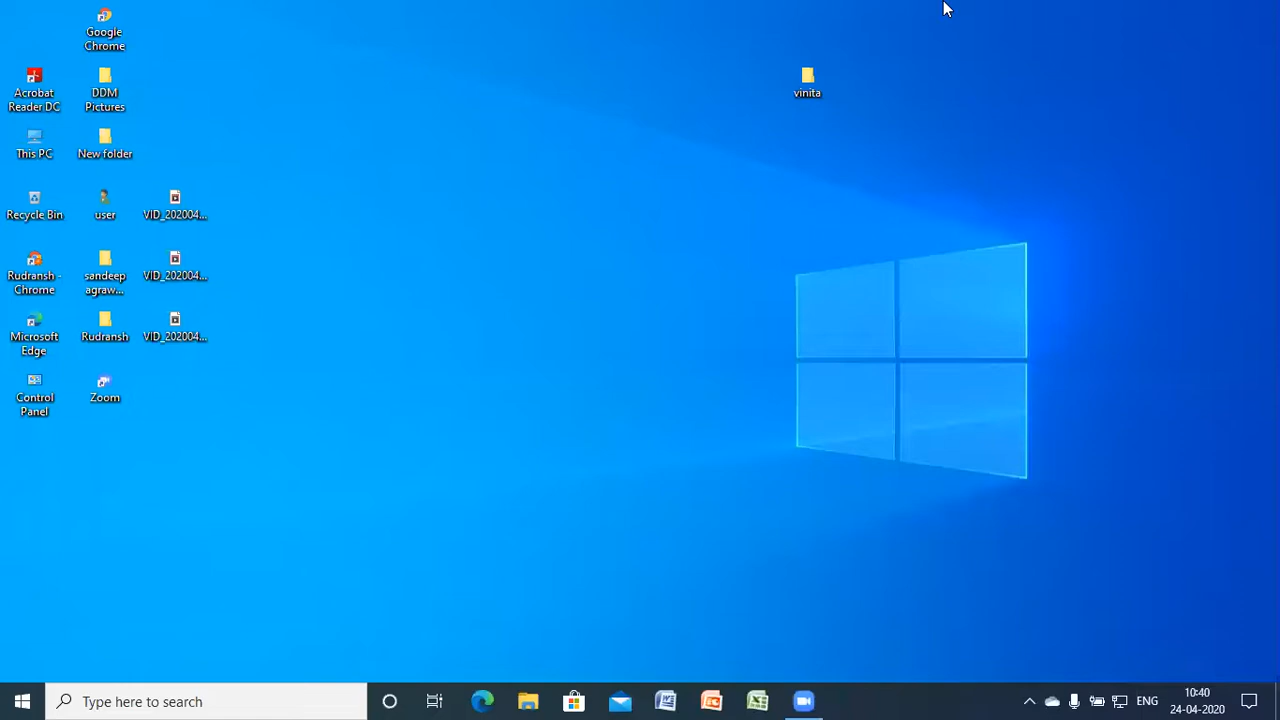 Google
Chrome
Acrobat
Reader DC
DDM
Pictures
vinita
This PC
New folder
Recycle Bin
user
VID_202004...
Rudransh -
Chrome
sandeep
agraw...
VID_202004...
Microsoft
Edge
Rudransh
VID_202004...
Control
Panel
Zoom
Type here to search
ENG
10:40
24-04-2020